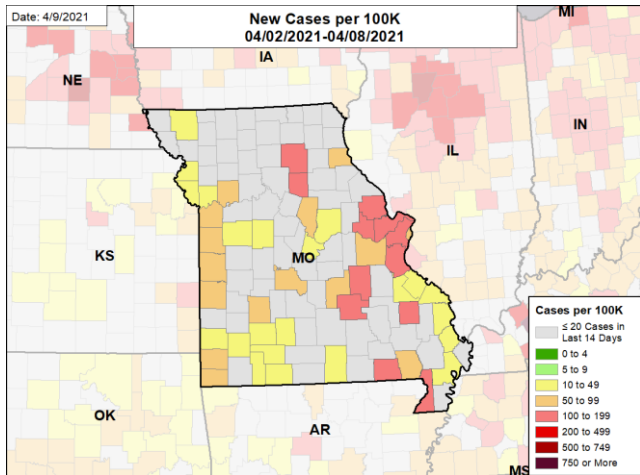 Date: 4/9/2021
New Cases per 100K
04/02/2021-04/08/2021
MI
IA
NE
IL
IN
KS
MO
OK
AR
MS
Cases per 100K
≤ 20 Cases in
Last 14 Days
0 to 4
5 to 9
10 to 49
50 to 99
100 to 199
200 to 499
500 to 749
750 or More